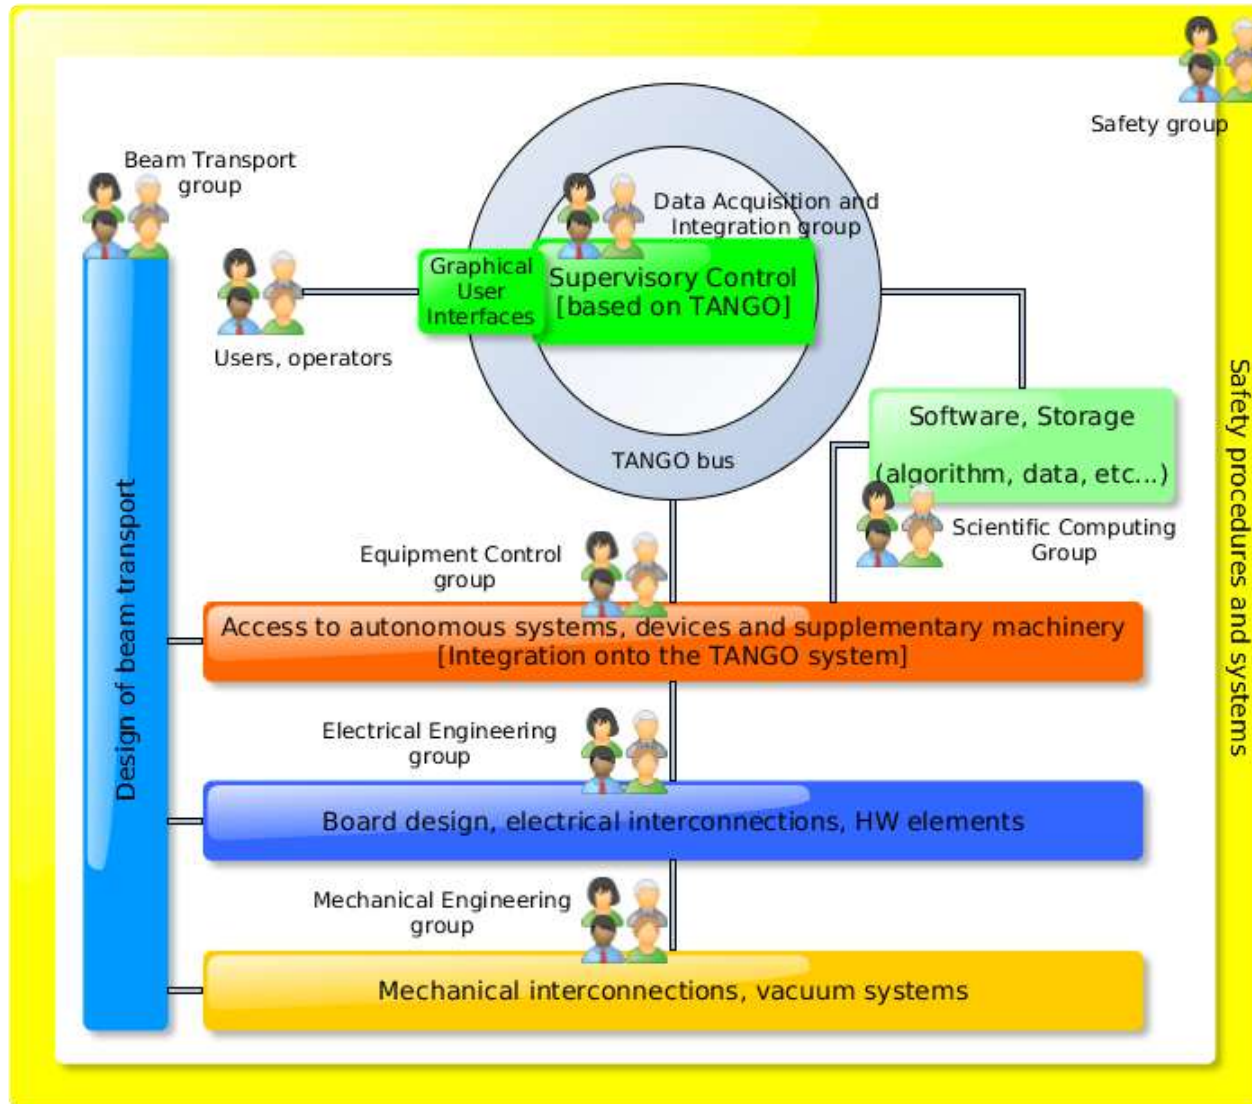 Safety group
Beam Transport
group
Data Acquisition and
Integration group
Graphical
User
Interfaces
Supervisory Control
[based on TANGO]
Users, operators
TANGO bus
Software, Storage
(algorithm, data, etc...)
Scientific Computing
Group
Equipment Control
group
Access to autonomous systems, devices and supplementary machinery
[Integration onto the TANGO system]
Electrical Engineering
group
Board design, electrical interconnections, HW elements
Mechanical Engineering
group
Mechanical interconnections, vacuum systems
Design of beam transport
Safety procedures and systems